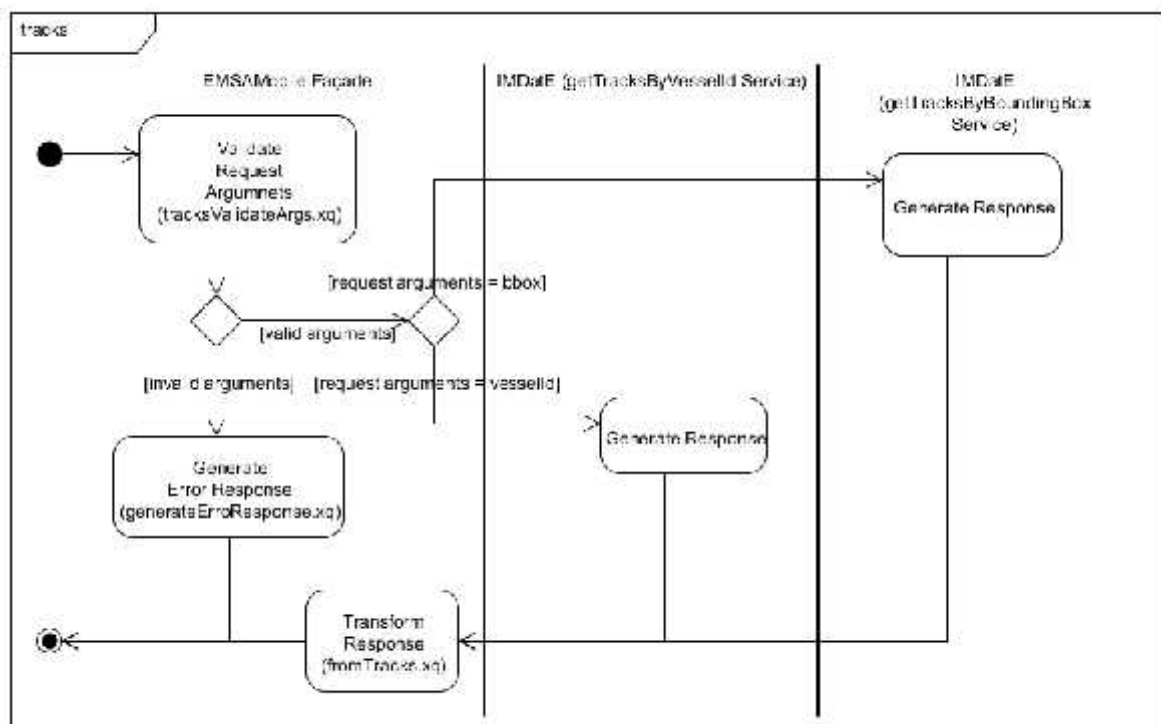 tracks
EMSAMobile Façade
IMDatE (getTracksByVesselId Service)
IMDatE
(getTracksByBoundingBox
Service)
Validate
Request
Argumnets
(tracksValidateArgs.xq)
Generate Response
[request arguments = bbox]
[valid arguments]
[invalid arguments]
[request arguments = vesselId]
Generate Response
Generate
Error Response
(generateErroResponse.xq)
Transform
Response
(fromTracks.xq)